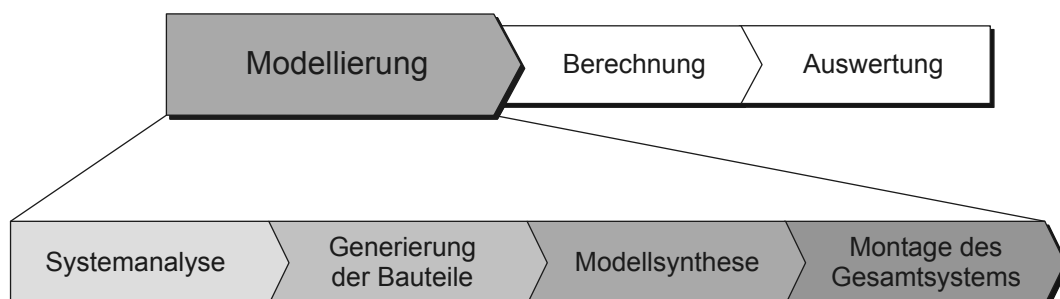 Modellierung
Berechnung
Auswertung
Systemanalyse
Generierung
der Bauteile
Modellsynthese
Montage des
Gesamtsystems